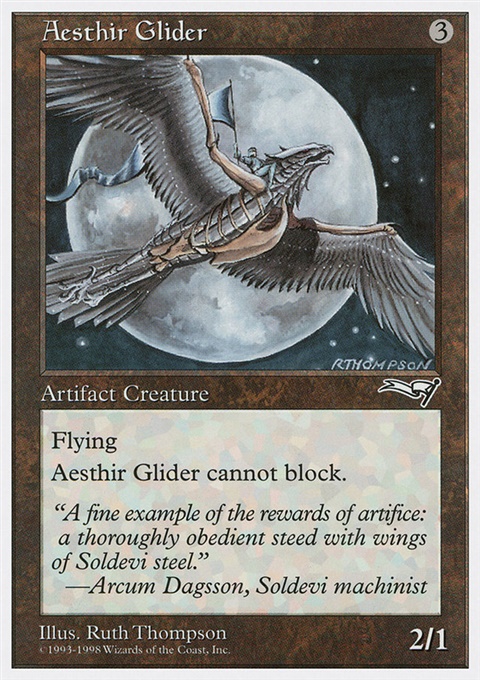 Aesthir Glider 3
RTHOMPSON
Artifact Creature
Flying
Aesthir Glider cannot block.
“A fine example of the rewards of artifice:
a thoroughly obedient steed with wings
of Soldevi steel.”
—Arcum Dagsson, Soldevi machinist
Illus. Ruth Thompson
2/1
©1993-1998 Wizards of the Coast, Inc.